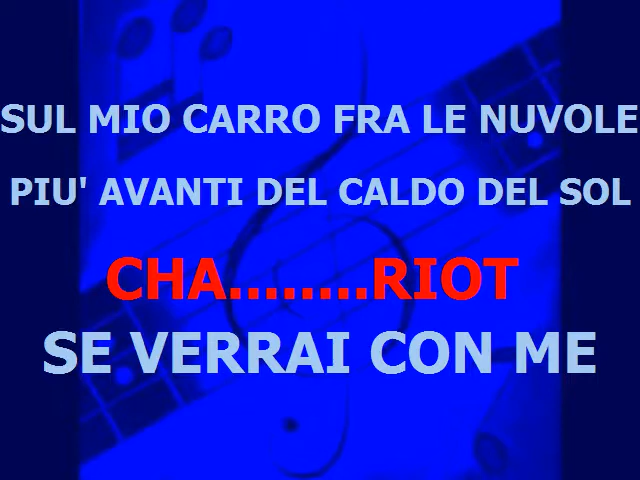 SUL MIO CARRO FRA LE NUVOLE
PIU' AVANTI DEL CALDO DEL SOL
CHA........RIOT
SE VERRAI CON ME